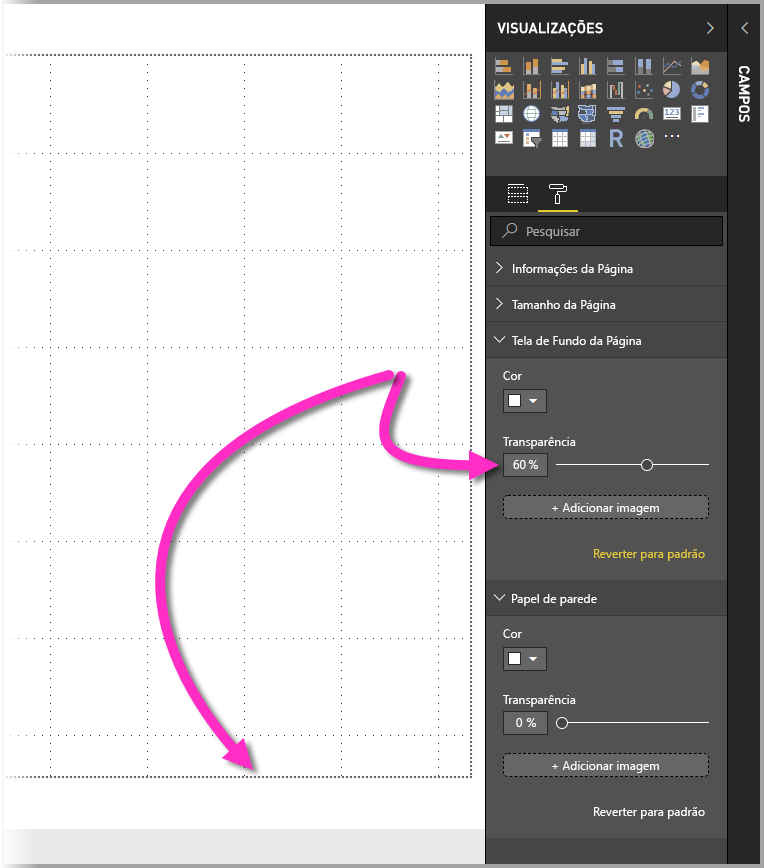 VISUALIZAÇÕES
CAMPOS
123
R
Pesquisar
Informações da Página
Tamanho da Página
Tela de Fundo da Página
Cor
Transparência
60 %
+ Adicionar imagem
Reverter para padrão
Papel de parede
Cor
Transparência
0 %
+ Adicionar imagem
Reverter para padrão